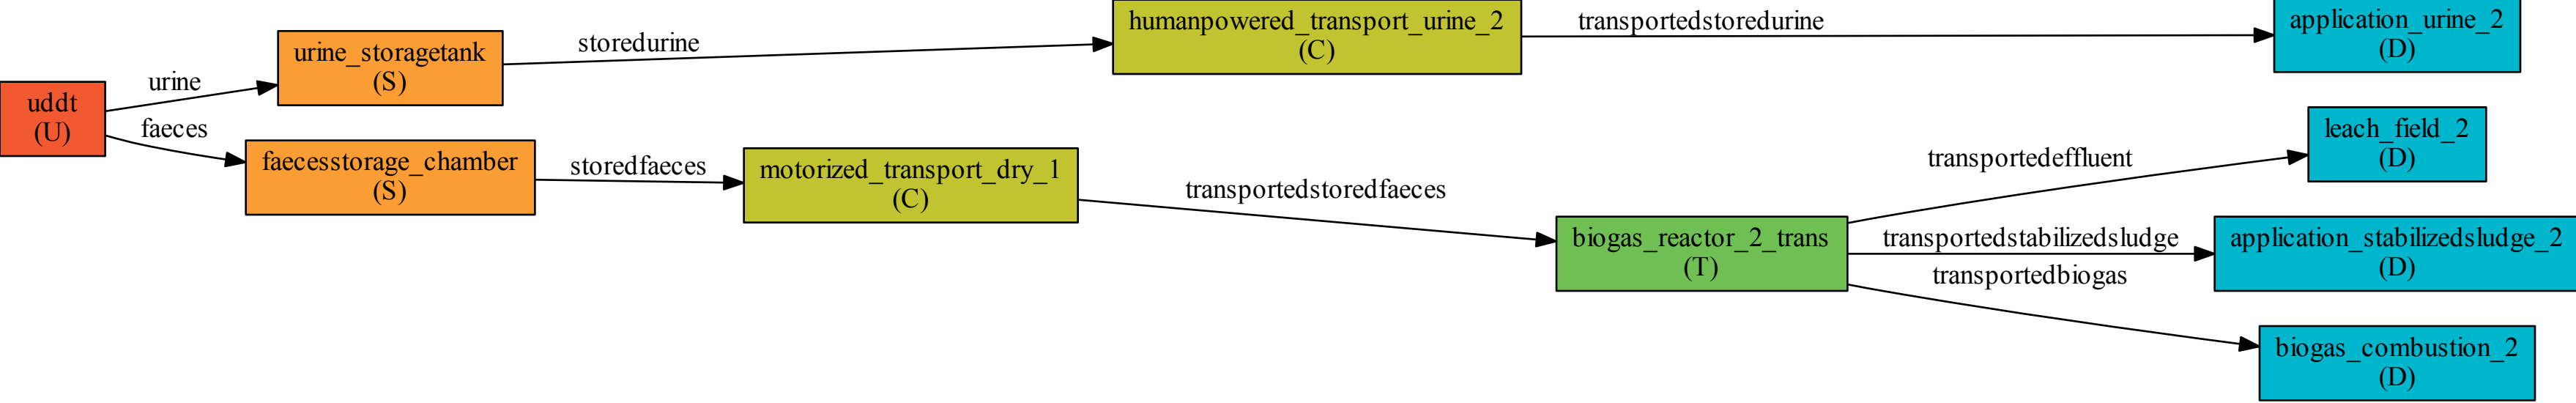 uddt
(U)
urine
faeces
urine_storagetank
(S)
faecesstorage_chamber
(S)
storedurine
storedfaeces
motorized_transport_dry_1
(C)
humanpowered_transport_urine_2
(C)
transportedstoredurine
transportedstoredfaeces
biogas_reactor_2_trans
(T)
transportedeffluent
transportedstabilizedsludge
transportedbiogas
application_urine_2
(D)
leach_field_2
(D)
application_stabilizedsludge_2
(D)
biogas_combustion_2
(D)